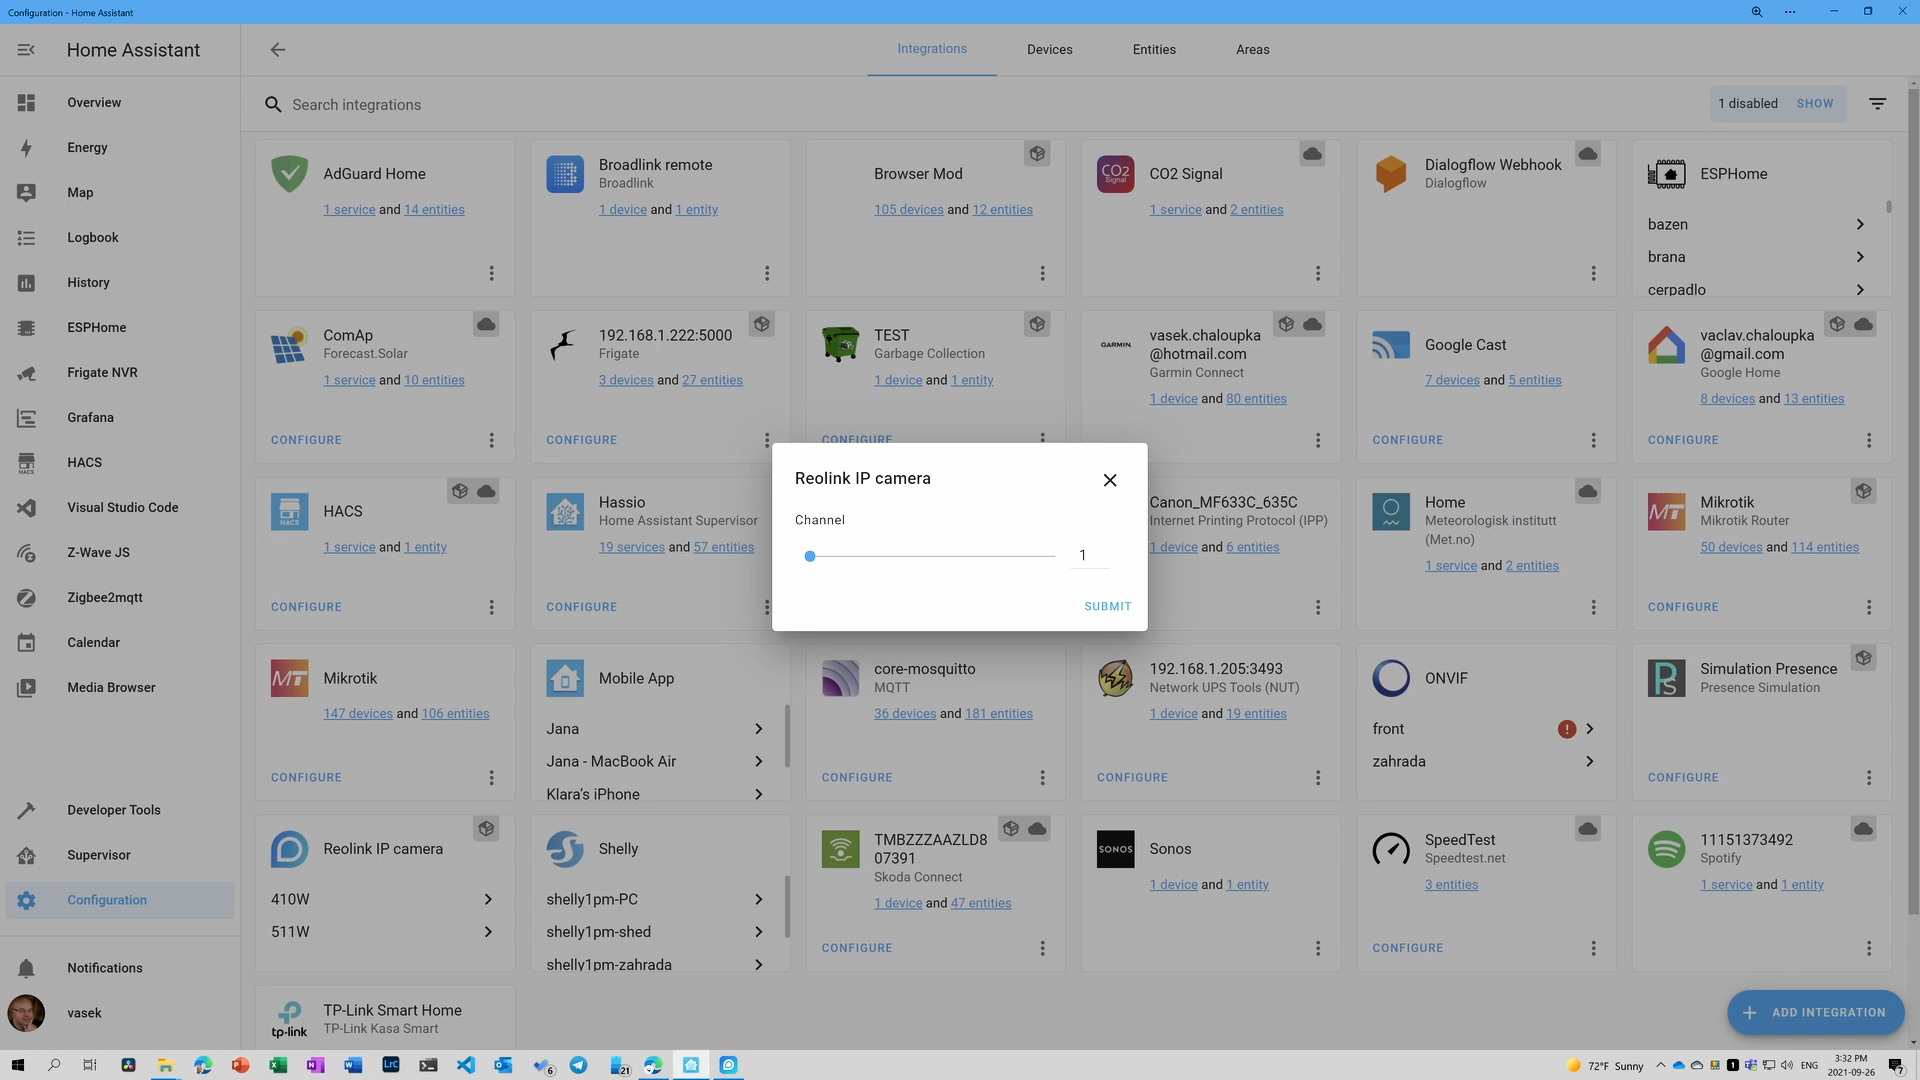 Configuration - Home Assistant
Home Assistant
Integrations
Devices
Entities
Areas
Overview
Energy
Map
Logbook
History
ESPHome
Frigate NVR
Grafana
HACS
Visual Studio Code
Z-Wave JS
Zigbee2mqtt
Calendar
Media Browser
Developer Tools
Supervisor
Configuration
Notifications
vasek
Search integrations
1 disabled SHOW
AdGuard Home
1 service and 14 entities
Broadlink remote
Broadlink
1 device and 1 entity
Browser Mod
105 devices and 12 entities
CO2 Signal
CO2
Signal
1 service and 2 entities
Dialogflow Webhook
Dialogflow
ESPHome
bazen
brana
cerpadlo
ComAp
Forecast.Solar
1 service and 10 entities
CONFIGURE
192.168.1.222:5000
Frigate
3 devices and 27 entities
CONFIGURE
TEST
Garbage Collection
1 device and 1 entity
CONFIGURE
GARMIN
vasek.chaloupka
@hotmail.com
Garmin Connect
1 device and 80 entities
Google Cast
7 devices and 5 entities
CONFIGURE
vaclav.chaloupka
@gmail.com
Google Home
8 devices and 13 entities
CONFIGURE
HACS
HACS
1 service and 1 entity
CONFIGURE
Hassio
Home Assistant Supervisor
19 services and 57 entities
CONFIGURE
Reolink IP camera
Channel
1
SUBMIT
Canon_MF633C_635C
Internet Printing Protocol (IPP)
1 device and 6 entities
Home
Meteorologisk institutt
(Met.no)
1 service and 2 entities
MT
Mikrotik
Mikrotik Router
50 devices and 114 entities
CONFIGURE
MT
Mikrotik
147 devices and 106 entities
CONFIGURE
Mobile App
Jana
Jana - MacBook Air
Klara's iPhone
core-mosquitto
MQTT
36 devices and 181 entities
CONFIGURE
192.168.1.205:3493
Network UPS Tools (NUT)
1 device and 19 entities
CONFIGURE
ONVIF
front
zahrada
Ps
Simulation Presence
Presence Simulation
CONFIGURE
Reolink IP camera
410W
511W
Shelly
shelly1pm-PC
shelly1pm-shed
shelly1pm-zahrada
TMBZZZAAZLD8
07391
Skoda Connect
1 device and 47 entities
CONFIGURE
SONOS
Sonos
1 device and 1 entity
SpeedTest
Speedtest.net
3 entities
CONFIGURE
11151373492
Spotify
1 service and 1 entity
tp-link
TP-Link Smart Home
TP-Link Kasa Smart
ADD INTEGRATION
LrC
6
21
72°F Sunny
1
ENG
3:32 PM
2021-09-26
7